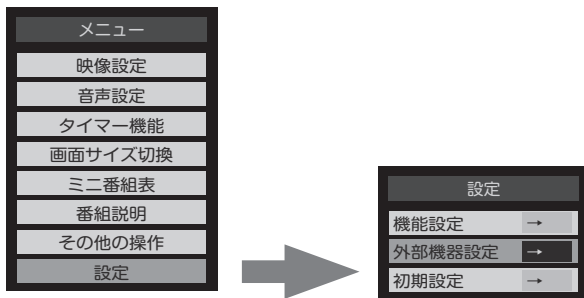 メニュー
映像設定
音声設定
タイマー機能
画面サイズ切換
ミニ番組表
番組説明
その他の操作
設定
設定
機能設定 →
外部機器設定 →
初期設定 →